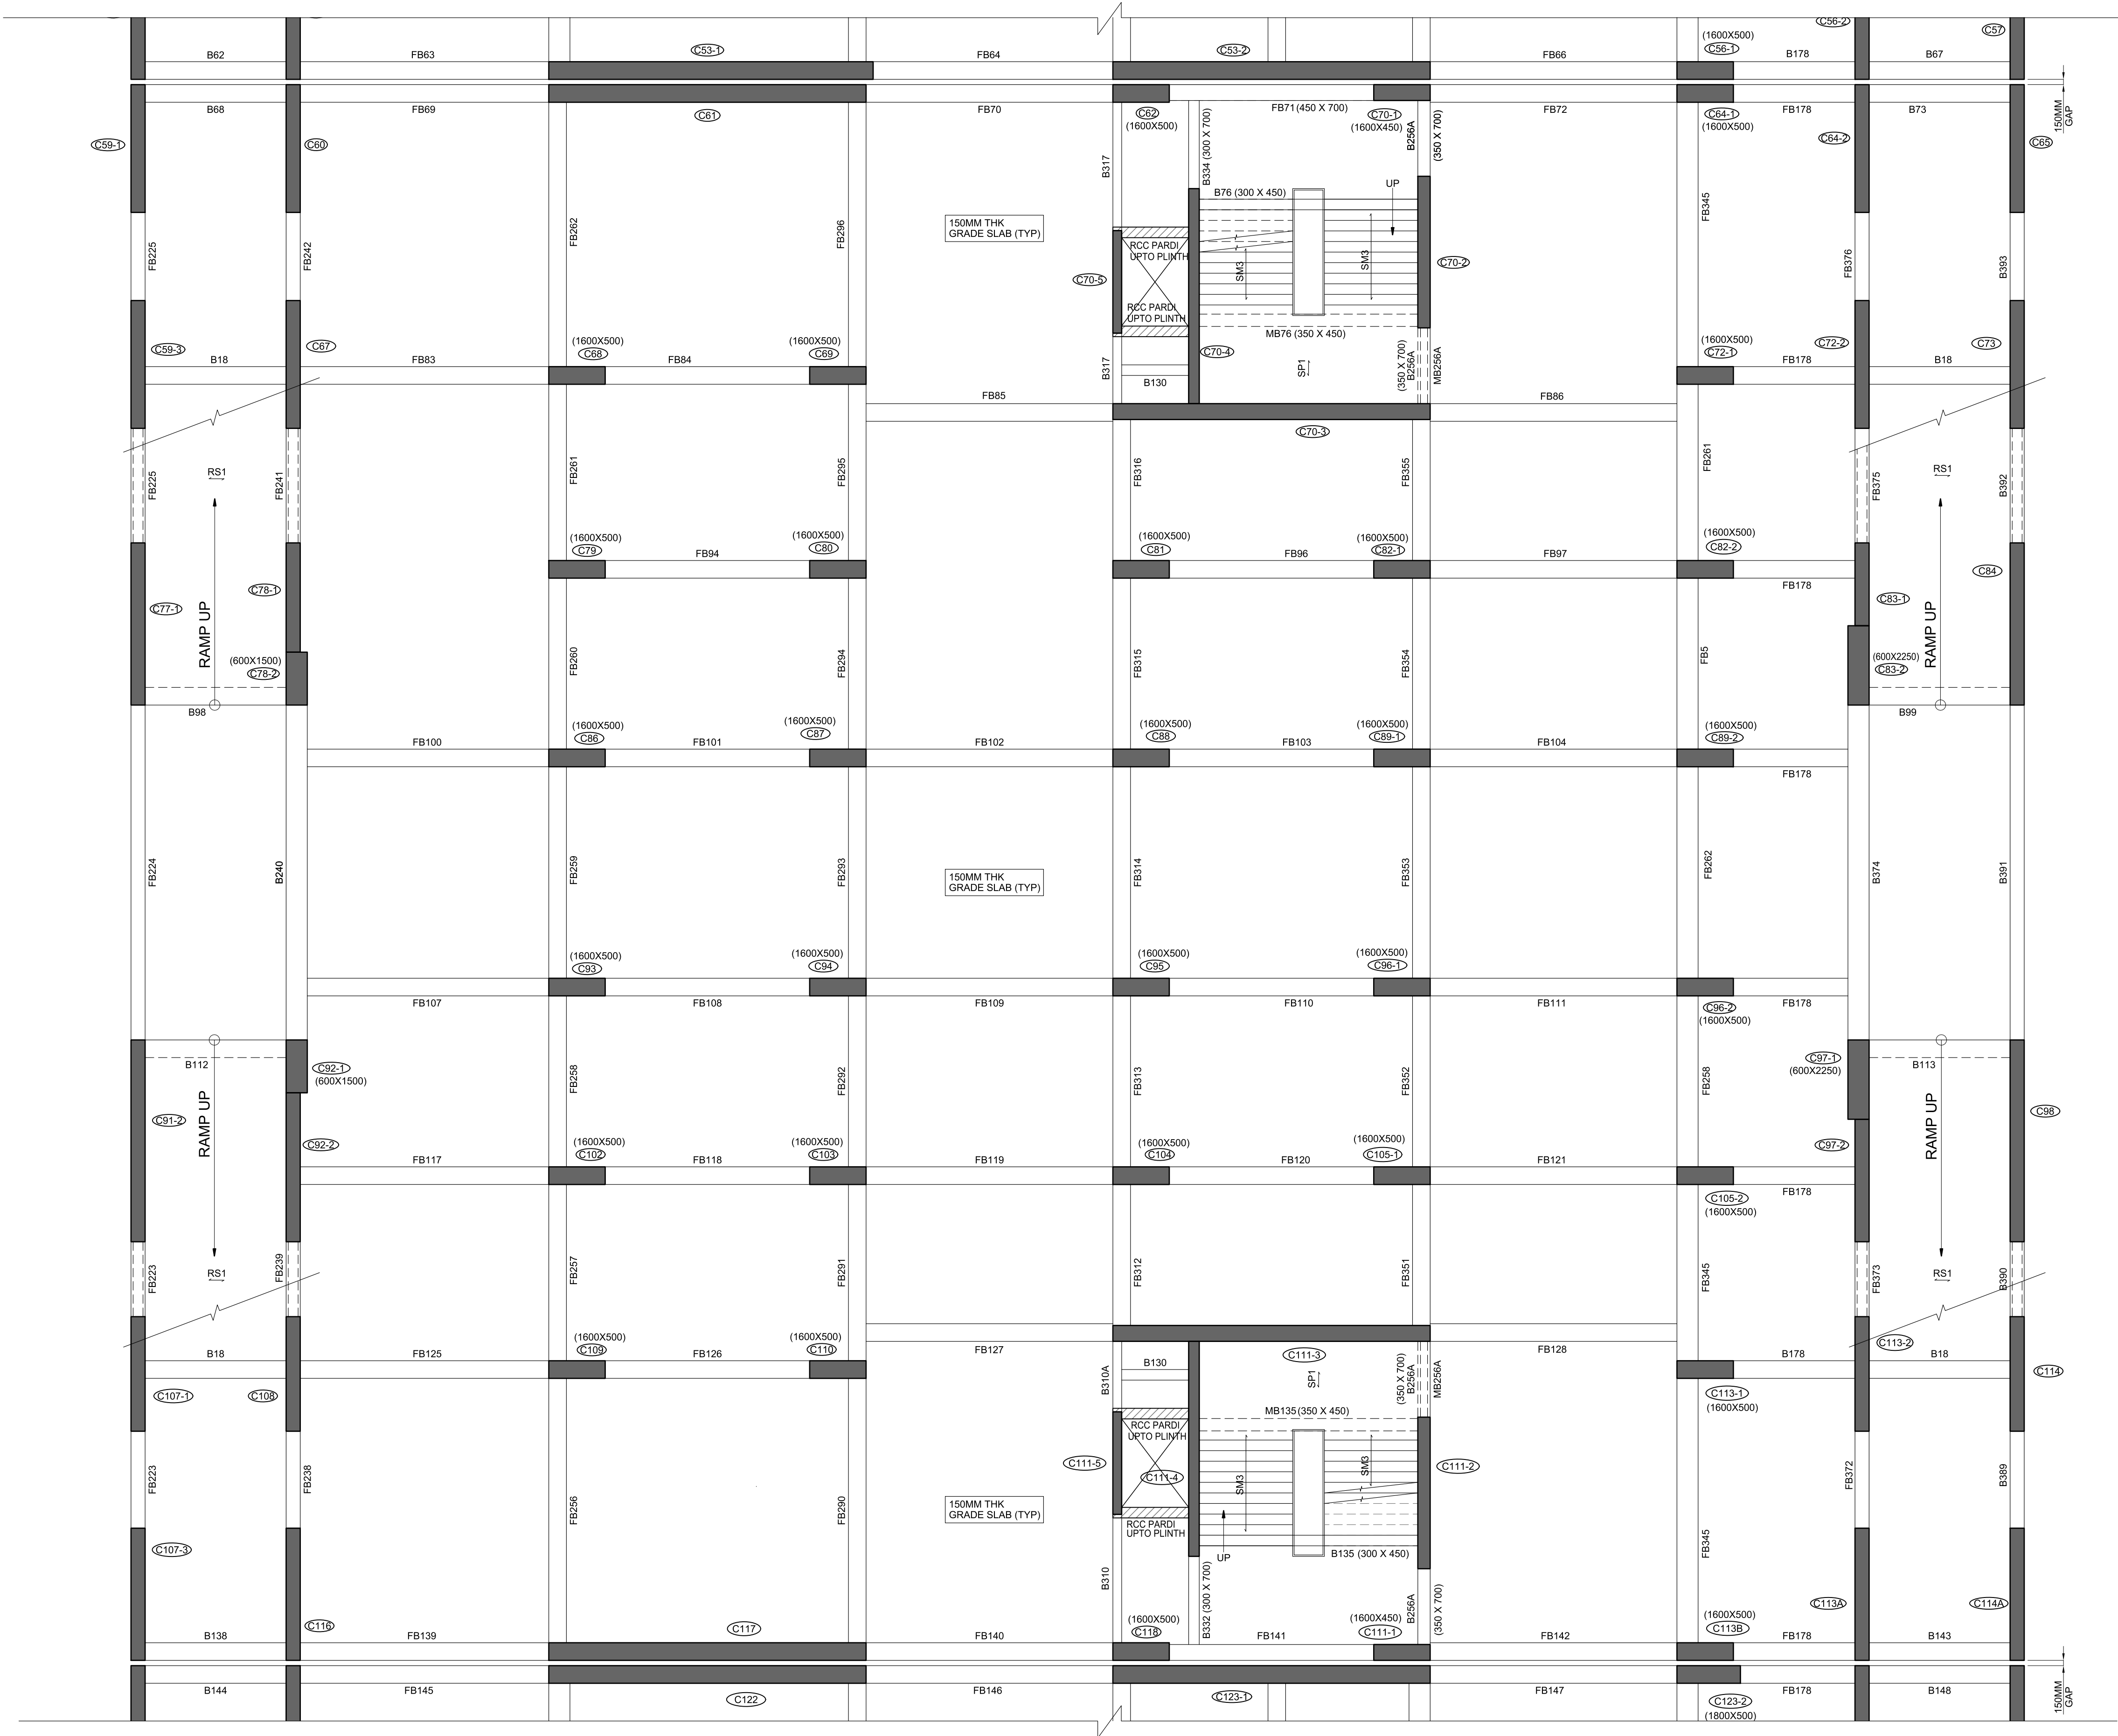 C56-2
C57
(1600X500)
C56-1
B62
FB63
C53-1
FB64
C53-2
FB66
B178
B67
B68
FB69
C61
FB70
C62
(1600X500)
FB71 (450 X 700)
C70-1
(1600X450)
B256A
(350 X 700)
FB72
C64-1
(1600X500)
FB178
C64-2
B73
150MM
GAP
C59-1
C60
C65
B317
B334 (300 X 700)
B76 (300 X 450)
UP
FB225
FB242
FB262
FB296
150MM THK
GRADE SLAB (TYP)
RCC PARDI
UPTO PLINTH
C70-5
SM3
SM3
C70-2
FB345
FB376
B393
RCC PARDI
UPTO PLINTH
MB76 (350 X 450)
C59-3
C67
B18
FB83
(1600X500)
C68
FB84
(1600X500)
C69
B317
B130
C70-4
SP1
(350 X 700)
B256A
MB256A
(1600X500)
C72-1
FB178
C72-2
B18
C73
FB85
FB86
C70-3
FB225
RS1
FB241
FB261
FB295
FB316
FB355
FB261
FB375
RS1
B392
(1600X500)
C79
FB94
(1600X500)
C80
(1600X500)
C81
FB96
(1600X500)
C82-1
FB97
(1600X500)
C82-2
FB178
C77-1
RAMP UP
C78-1
C83-1
RAMP UP
C84
(600X1500)
C78-2
FB260
FB294
FB315
FB354
FB5
(600X2250)
C83-2
B98
B99
FB100
(1600X500)
C86
FB101
(1600X500)
C87
FB102
(1600X500)
C88
FB103
(1600X500)
C89-1
FB104
(1600X500)
C89-2
FB178
FB224
B240
FB259
FB293
150MM THK
GRADE SLAB (TYP)
FB314
FB353
FB262
B374
B391
(1600X500)
C93
(1600X500)
C94
(1600X500)
C95
(1600X500)
C96-1
FB107
FB108
FB109
FB110
FB111
C96-2
(1600X500)
FB178
B112
C92-1
(600X1500)
FB258
FB292
FB313
FB352
FB258
C97-1
(600X2250)
B113
C91-2
RAMP UP
C92-2
C97-2
RAMP UP
C98
FB117
(1600X500)
C102
FB118
(1600X500)
C103
FB119
(1600X500)
C104
FB120
(1600X500)
C105-1
FB121
C105-2
(1600X500)
FB178
FB223
RS1
FB239
FB257
FB291
FB312
FB351
FB345
FB373
RS1
B390
B18
FB125
(1600X500)
C109
FB126
(1600X500)
C110
FB127
B130
C111-3
SP1
(350 X 700)
B256A
MB256A
FB128
B178
C113-2
B18
C114
C107-1
C108
B310A
MB135 (350 X 450)
C113-1
(1600X500)
FB223
FB238
FB256
FB290
150MM THK
GRADE SLAB (TYP)
C111-5
RCC PARDI
UPTO PLINTH
C111-4
SM3
SM3
C111-2
FB372
B389
RCC PARDI
UPTO PLINTH
UP
B135 (300 X 450)
FB345
C107-3
B310
B332 (300 X 700)
B256A
(350 X 700)
C113A
C114A
B138
C116
FB139
C117
FB140
(1600X500)
C118
FB141
(1600X450)
C111-1
FB142
(1600X500)
C113B
FB178
B143
B144
FB145
C122
FB146
C123-1
FB147
C123-2
(1800X500)
FB178
B148
150MM
GAP